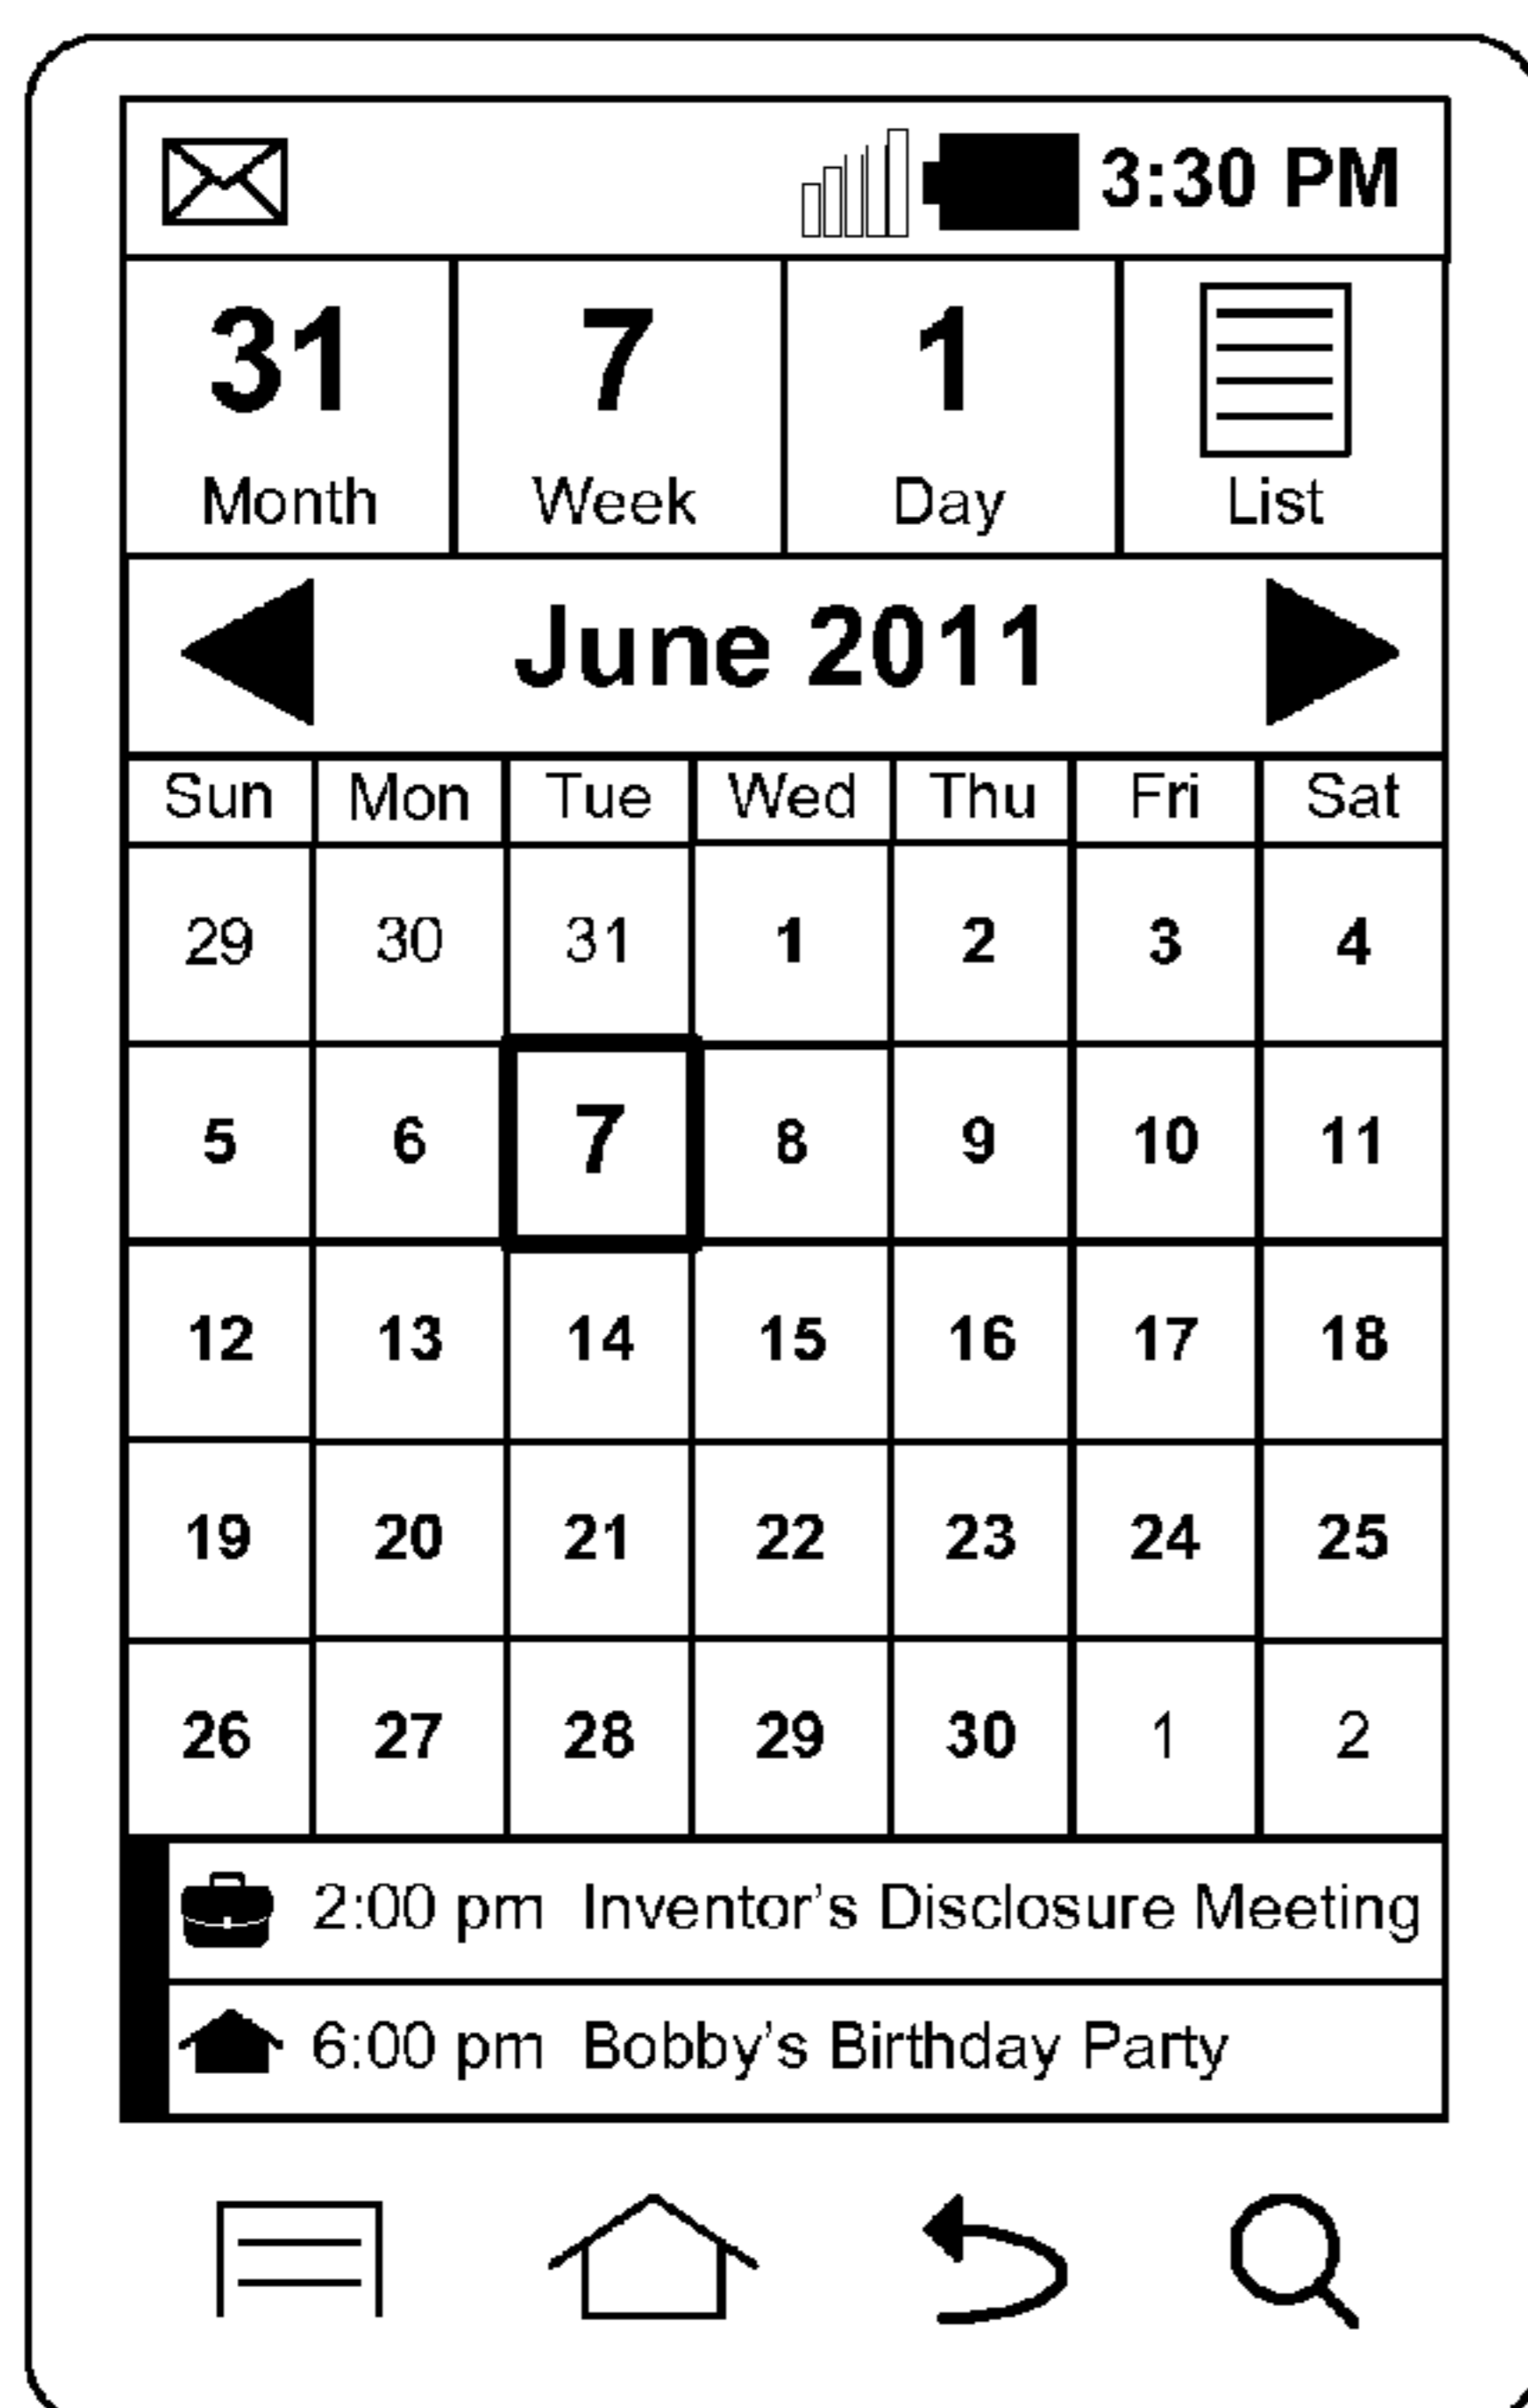 3:30 PM
31 7 1
Month Week Day List
June 2011
Sun Mon Tue Wed Thu Fri Sat
29 30 31 1 2 3 4
5 6 7 8 9 10 11
12 13 14 15 16 17 18
19 20 21 22 23 24 25
26 27 28 29 30 1 2
2:00 pm Inventor’s Disclosure Meeting
6:00 pm Bobby’s Birthday Party